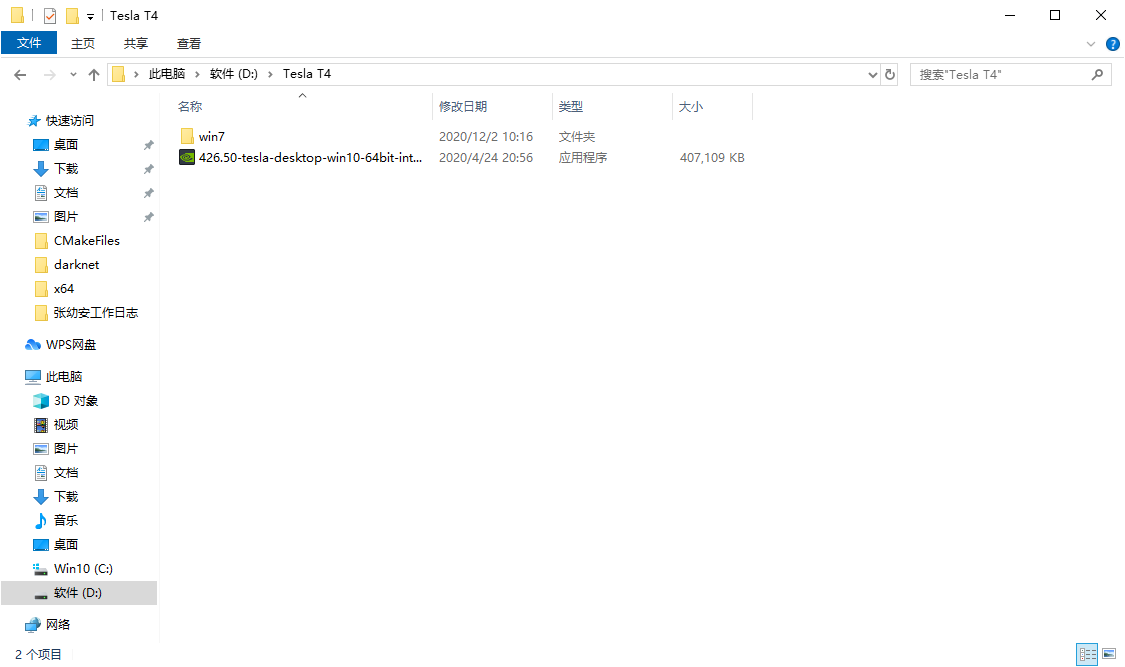 Tesla T4
文件 主页 共享 查看
此电脑 软件 (D:) Tesla T4 搜索"Tesla T4"
名称 修改日期 类型 大小
win7 2020/12/2 10:16 文件夹
426.50-tesla-desktop-win10-64bit-int... 2020/4/24 20:56 应用程序 407,109 KB
快速访问
桌面
下载
文档
图片
CMakeFiles
darknet
x64
张幼安工作日志
WPS网盘
此电脑
3D 对象
视频
图片
文档
下载
音乐
桌面
Win10 (C:)
软件 (D:)
网络
2 个项目